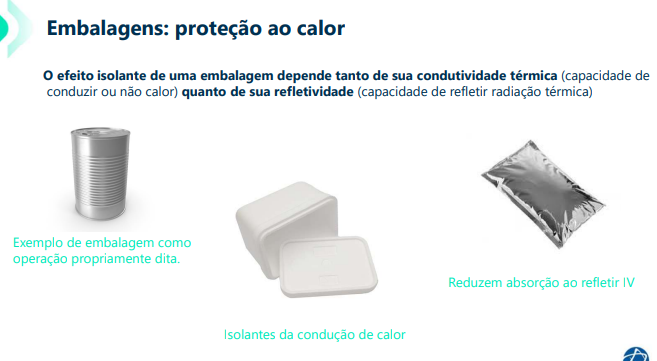 Embalagens: proteção ao calor
O efeito isolante de uma embalagem depende tanto de sua condutividade térmica (capacidade de
conduzir ou não calor) quanto de sua refletividade (capacidade de refletir radiação térmica)
Exemplo de embalagem como
operação propriamente dita.
Reduzem absorção ao refletir IV
Isolantes da condução de calor